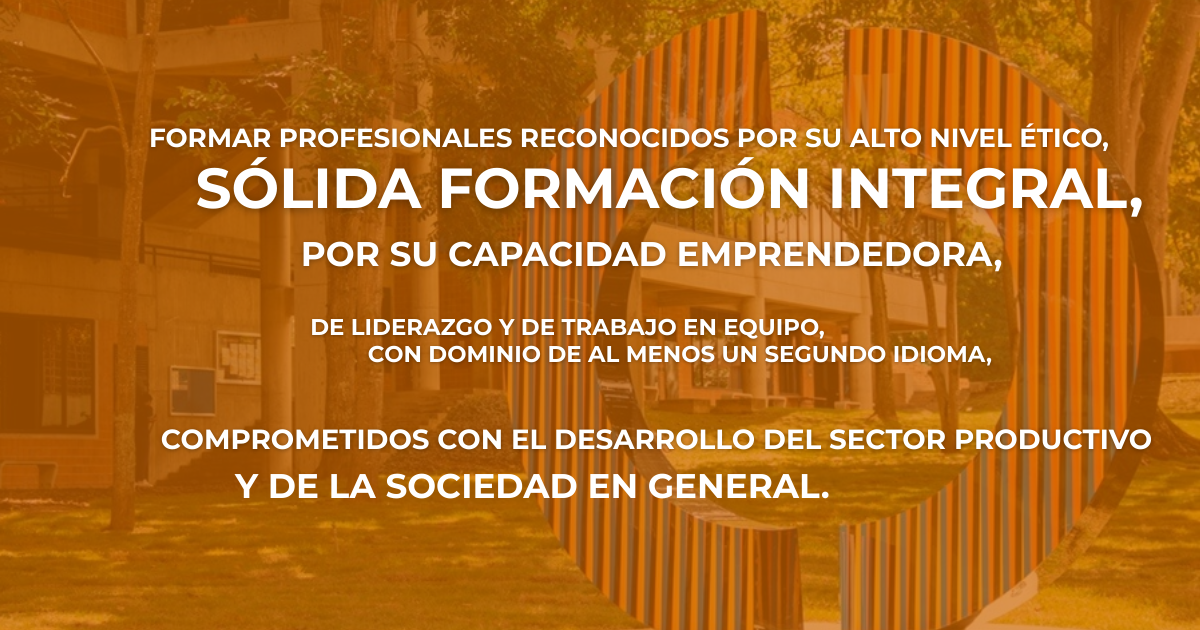 FORMAR PROFESIONALES RECONOCIDOS POR SU ALTO NIVEL ÉTICO,
SÓLIDA FORMACIÓN INTEGRAL,
POR SU CAPACIDAD EMPRENDEDORA,
DE LIDERAZGO Y DE TRABAJO EN EQUIPO,
CON DOMINIO DE AL MENOS UN SEGUNDO IDIOMA,
COMPROMETIDOS CON EL DESARROLLO DEL SECTOR PRODUCTIVO
Y DE LA SOCIEDAD EN GENERAL.